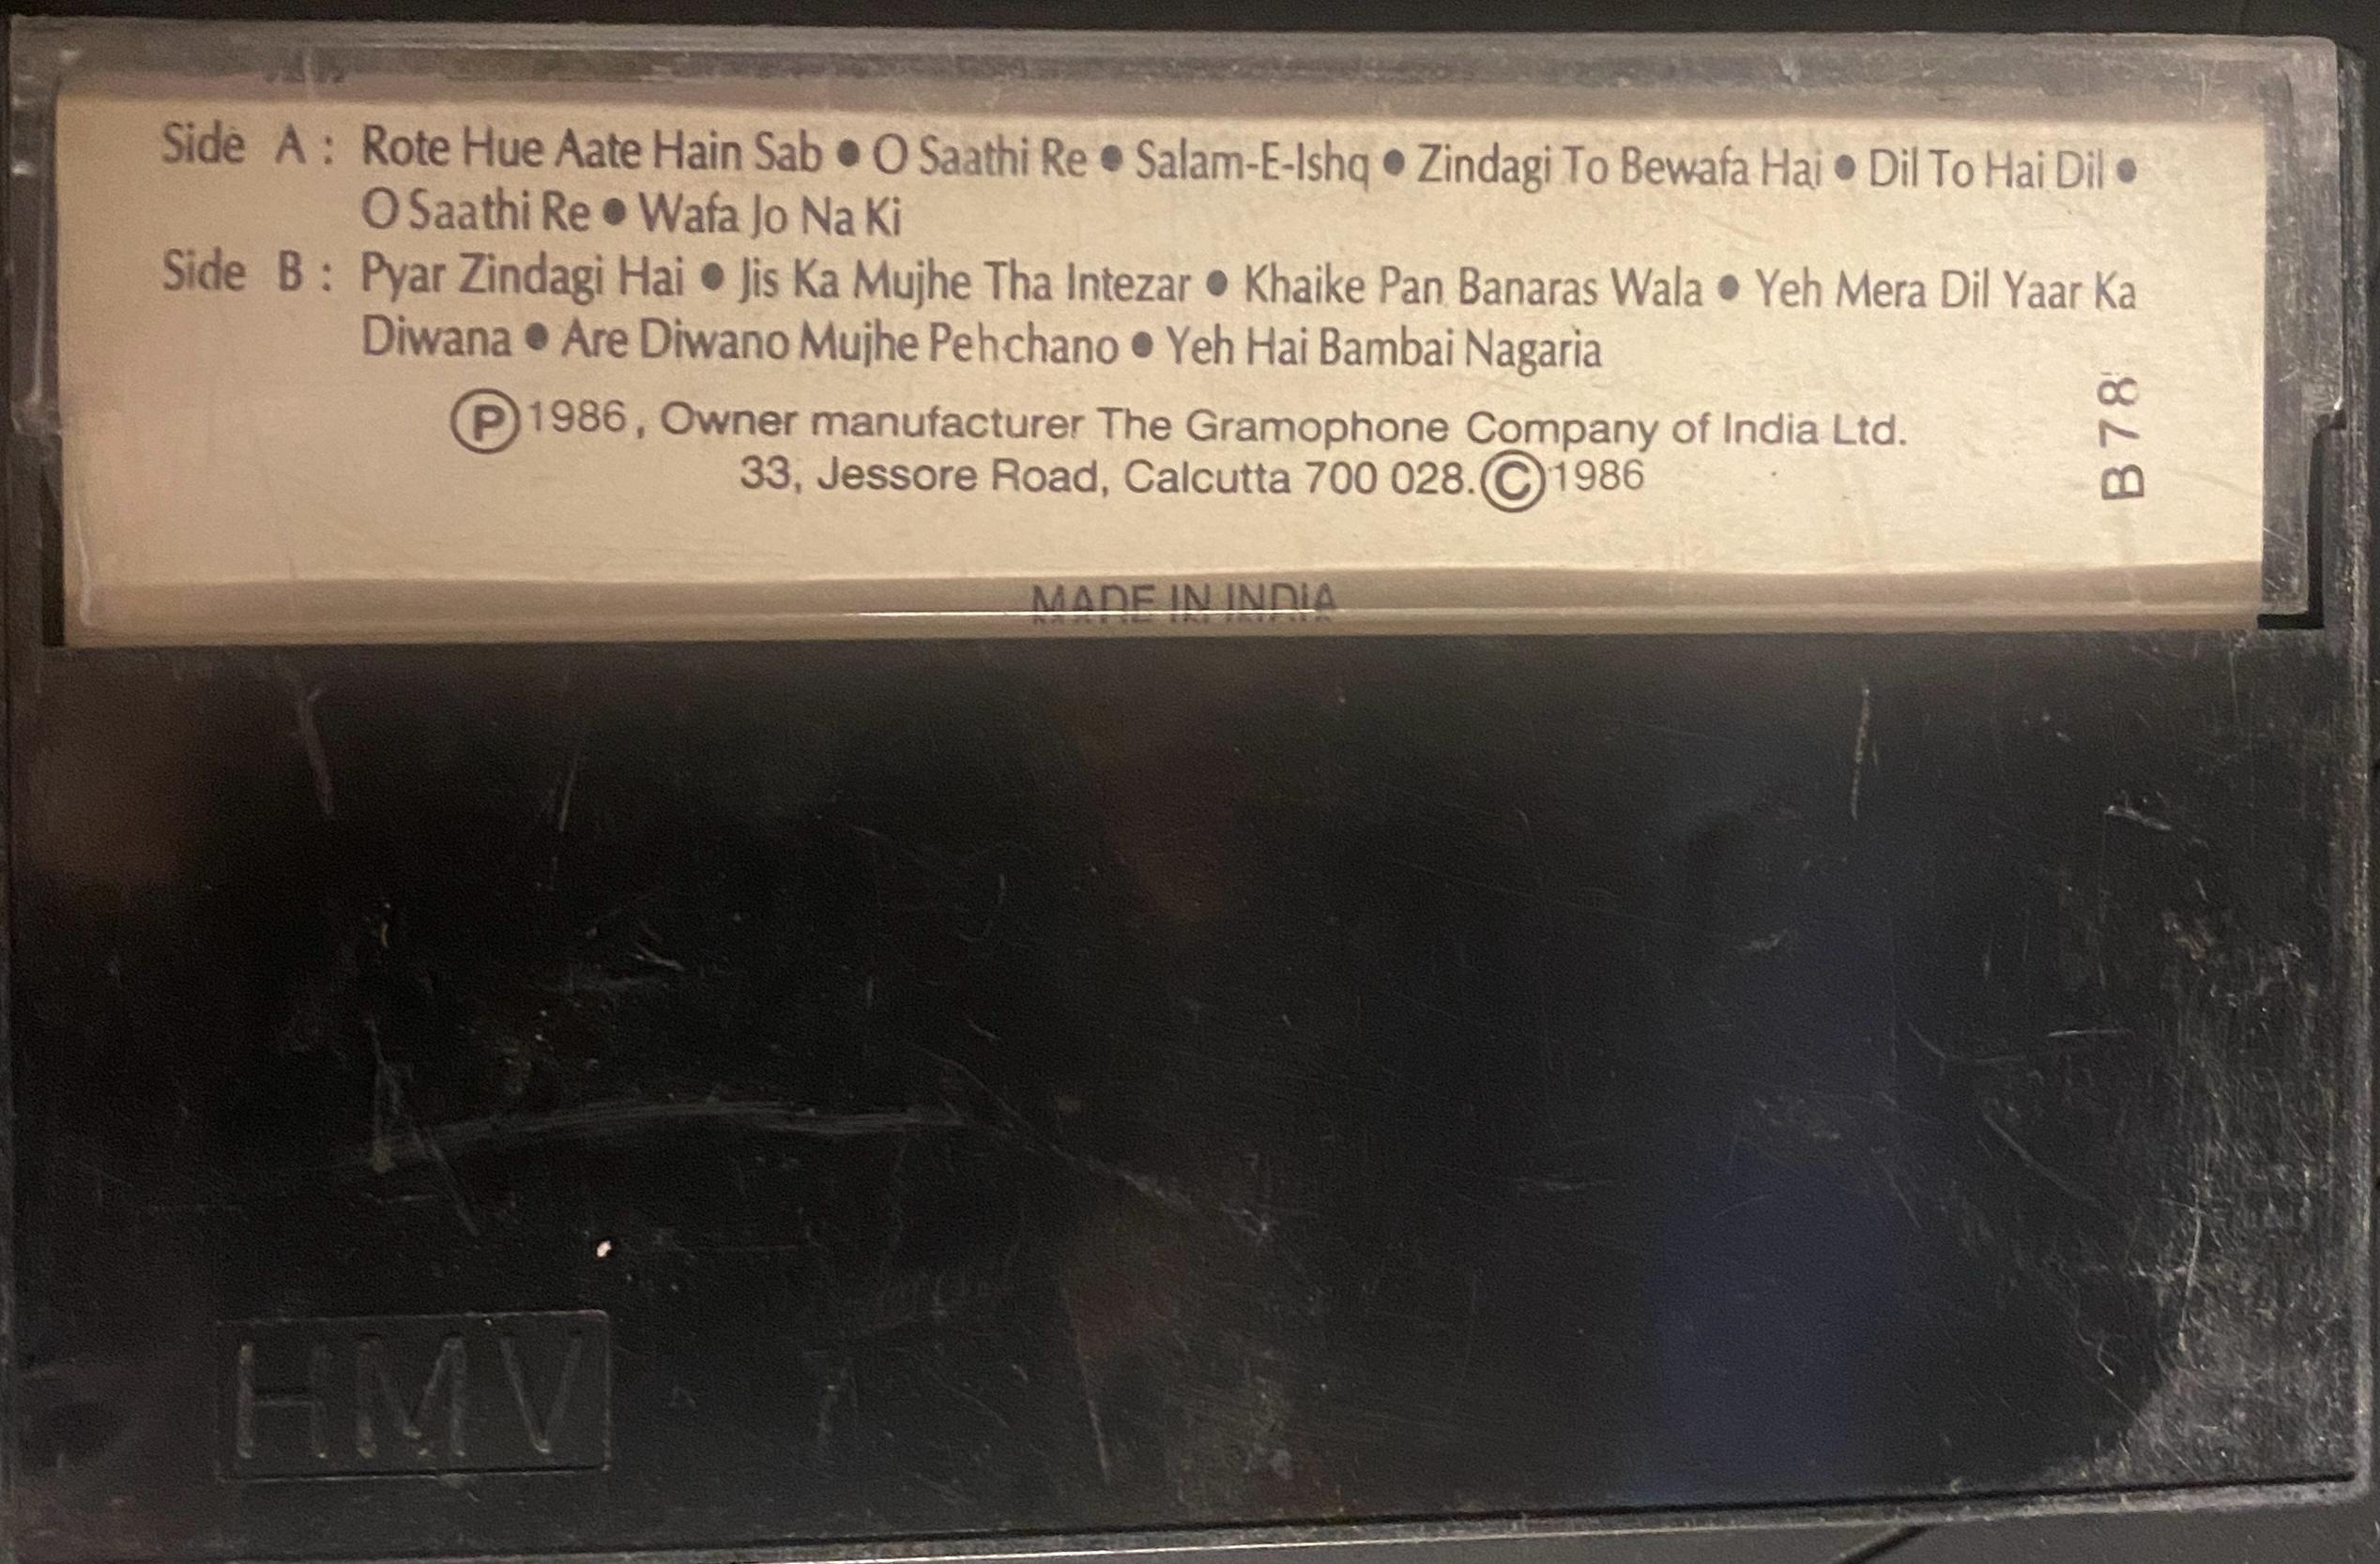 Side A : Rote Hue Aate Hain Sab ● O Saathi Re ● Salam-E-Ishq ● Zindagi To Bewafa Hai ● Dil To Hai Dil ●
O Saathi Re ● Wafa Jo Na Ki
Side B : Pyar Zindagi Hai ● Jis Ka Mujhe Tha Intezar ● Khaike Pan Banaras Wala ● Yeh Mera Dil Yaar Ka
Diwana ● Are Diwano Mujhe Pehchano ● Yeh Hai Bambai Nagaria
Ⓟ 1986, Owner manufacturer The Gramophone Company of India Ltd.
33, Jessore Road, Calcutta 700 028. © 1986
B78
MADE IN INDIA
HMV